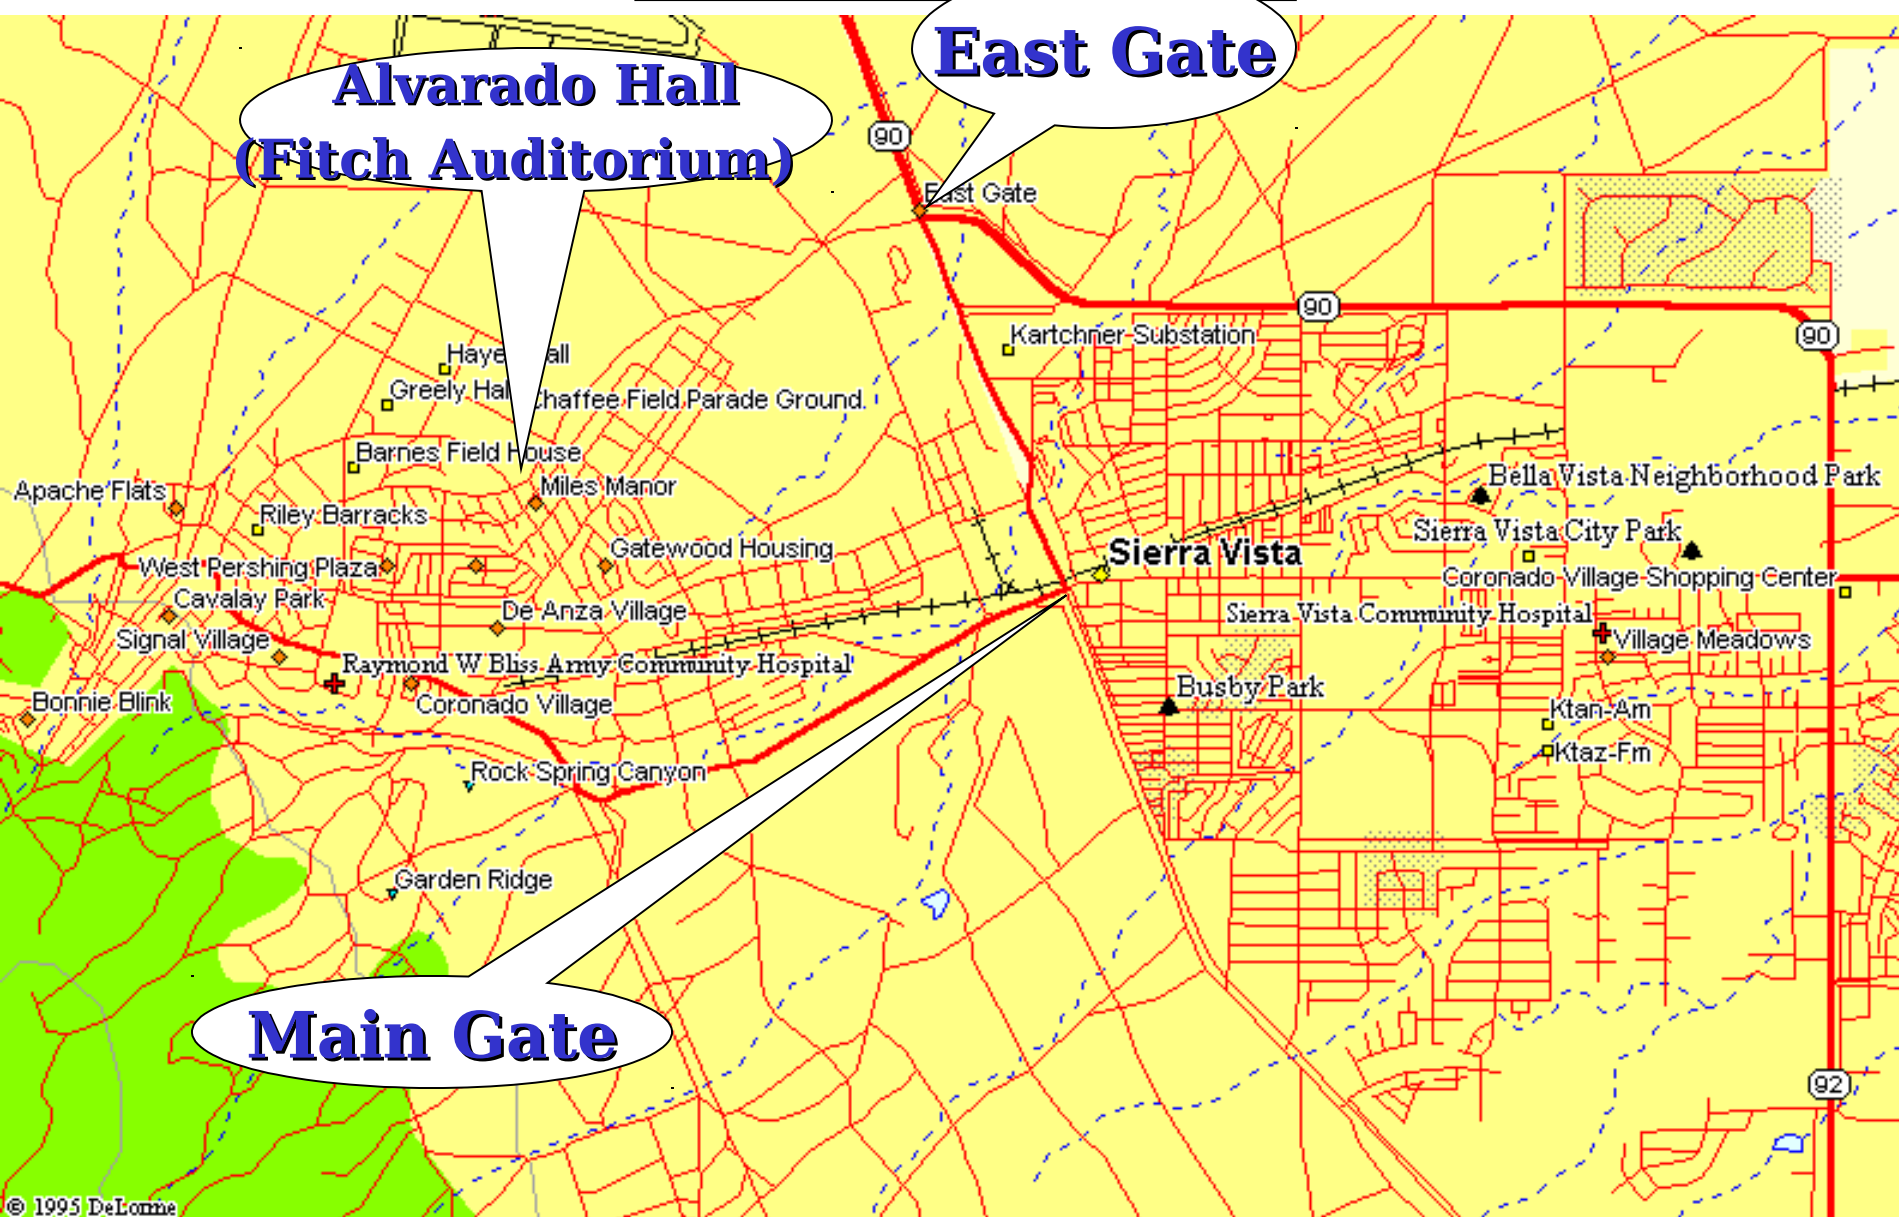 East Gate
Alvarado Hall
(Fitch Auditorium)
90
East Gate
90
90
Kartchner Substation
Hall
Greely
Chaffee Field Parade Ground.
Barnes Field House
Bella Vista Neighborhood Park
Apache Flats
Miles Manor
Riley Barracks
Sierra Vista City Park
Gatewood Housing
Sierra Vista
West Pershing Plaza
Coronado Village Shopping Center
Cavalay Park
De Anza Village
Sierra Vista Community Hospital
Signal Village
Village Meadows
Raymond W Bliss Army Community Hospital
Busby Park
Bonnie Blink
Coronado Village
Ktan-Am
Ktaz-Fm
Rock Spring Canyon
Garden Ridge
Main Gate
92
© 1995 DeLorme